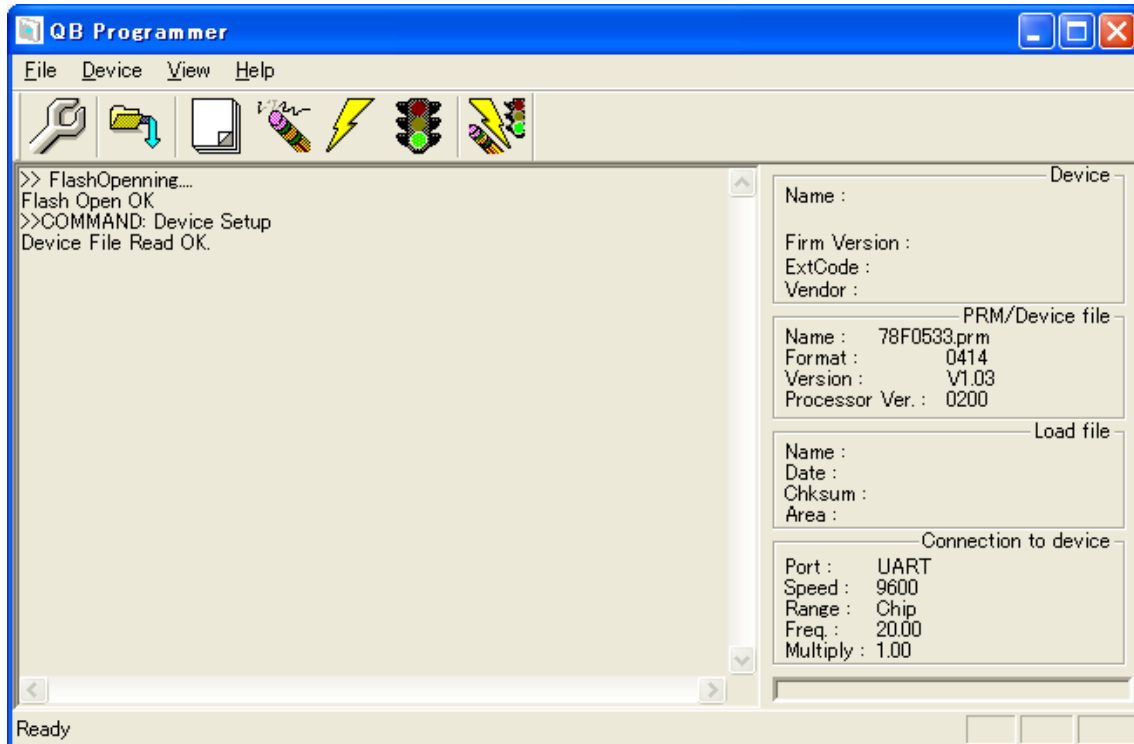 QB Programmer
File Device View Help
>> FlashOpenning....
Flash Open OK
>>COMMAND: Device Setup
Device File Read OK.
Device
Name :
Firm Version :
ExtCode :
Vendor :
PRM/Device file
Name : 78F0533.prm
Format : 0414
Version : V1.03
Processor Ver. : 0200
Load file
Name :
Date :
Chksum :
Area :
Connection to device
Port : UART
Speed : 9600
Range : Chip
Freq. : 20.00
Multiply : 1.00
Ready